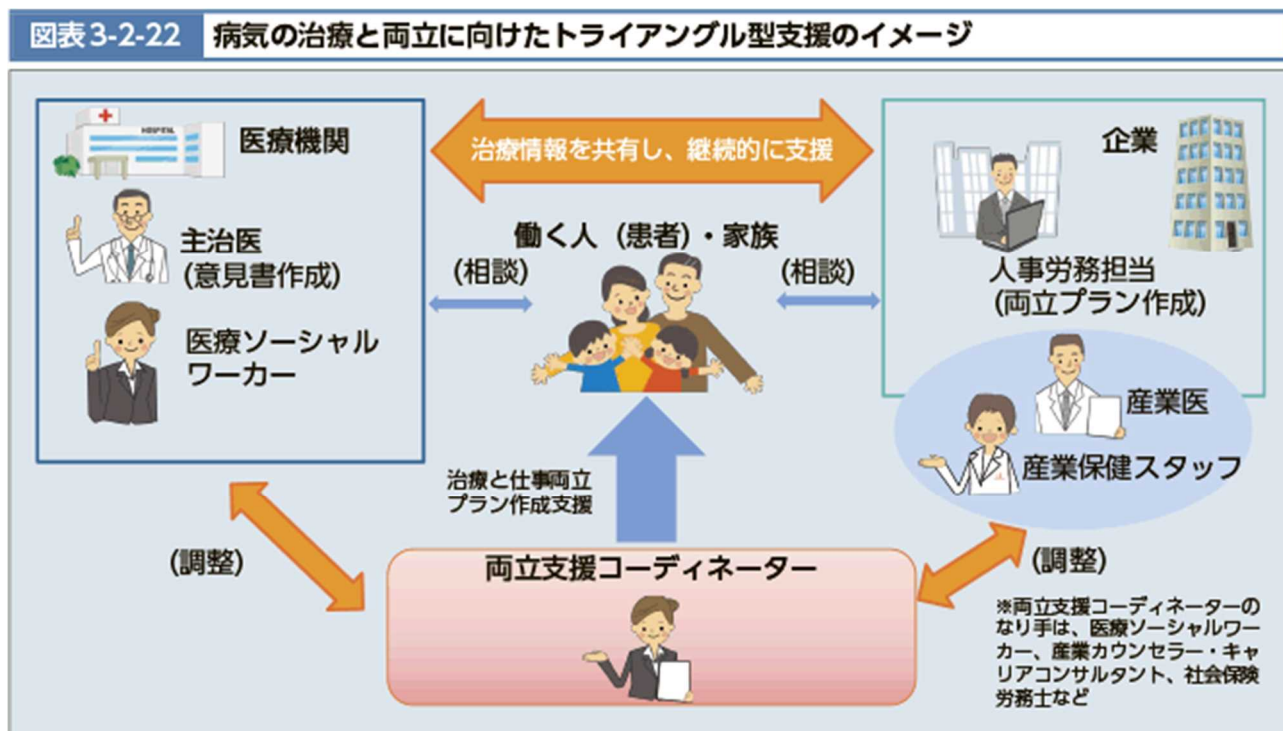 図表3-2-22 病気の治療と両立に向けたトライアングル型支援のイメージ
医療機関
HOSPITAL
主治医
(意見書作成)
医療ソーシャル
ワーカー
治療情報を共有し、継続的に支援
働く人（患者）・家族
(相談)
(相談)
企業
人事労務担当
(両立プラン作成)
産業医
産業保健スタッフ
治療と仕事両立
プラン作成支援
(調整)
両立支援コーディネーター
(調整)
※両立支援コーディネーターの
なり手は、医療ソーシャルワー
カー、産業カウンセラー・キャ
リアコンサルタント、社会保険
労務士など